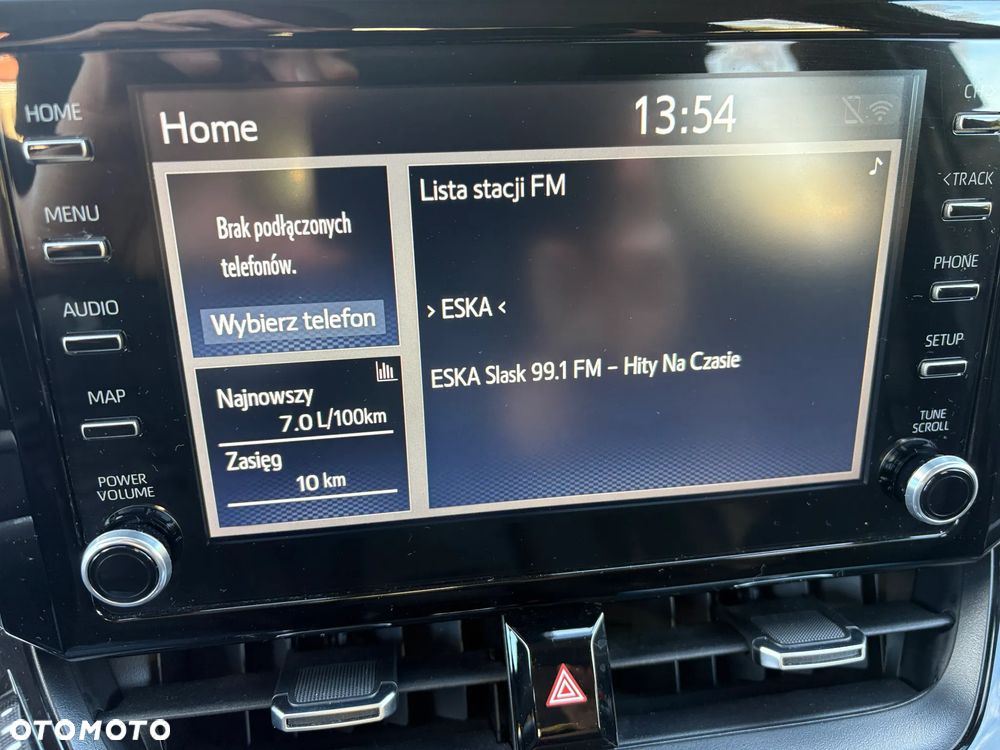 HOME
MENU
AUDIO
MAP
POWER
VOLUME
Home
13:54
Brak podłączonych
telefonów.
Wybierz telefon
Najnowszy
7.0 L/100km
Zasięg
10 km
Lista stacji FM
> ESKA <
ESKA Slask 99.1 FM – Hity Na Czasie
<TRACK
PHONE
SETUP
TUNE
SCROLL
OTOMOTO